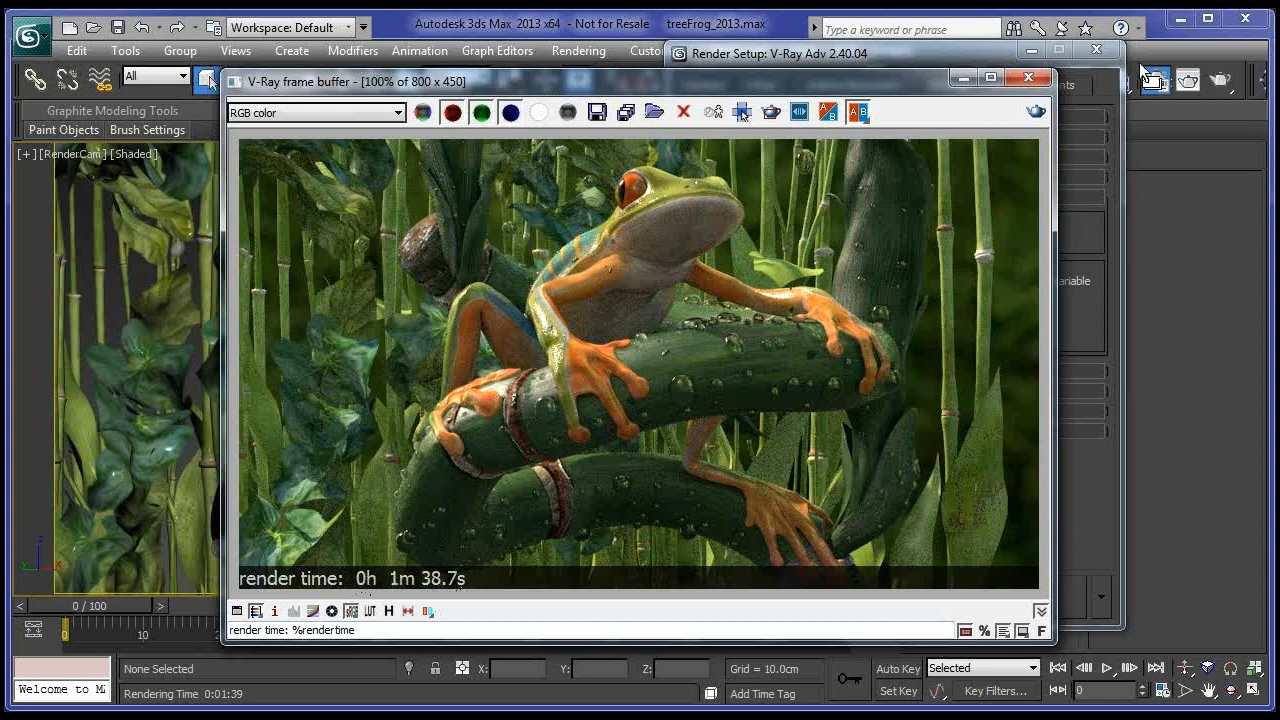 Workspace: Default
Autodesk 3ds Max 2013 x64 - Not for Resale treeFrog_2013.max
Type a keyword or phrase
Edit Tools Group Views Create Modifiers Animation Graph Editors Rendering Custo
Render Setup: V-Ray Adv 2.40.04
All
V-Ray frame buffer - [100% of 800 x 450]
nts
Graphite Modeling Tools
RGB color
Paint Objects Brush Settings
[+][RenderCam][Shaded]
ariable
render time: 0h 1m 38.7s
0 / 100
LUT H
10
render time: %rendertime
% F
None Selected
X: Y: Z:
Grid = 10.0cm
Auto Key
Selected
Welcome to M
Rendering Time 0:01:39
Add Time Tag
Set Key
Key Filters...
0